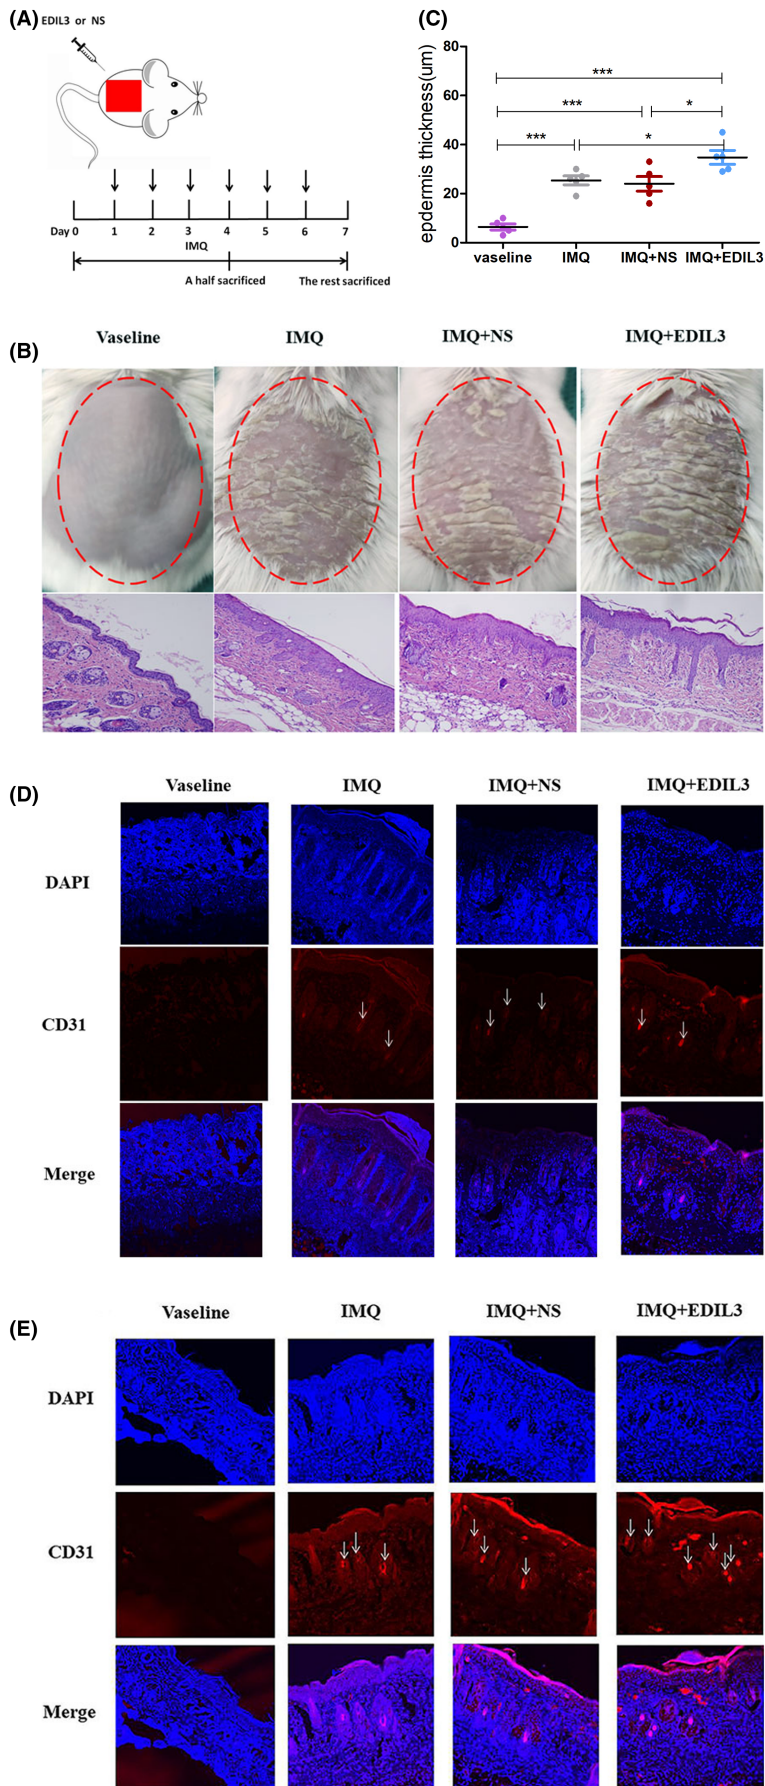 (A)
EDIL3 or NS
Day 0 1 2 3 4 5 6 7
IMQ
A half sacrificed The rest sacrificed
(C)
epdermis thickness(um)
80
60
40
20
0
***
*** *
*** *
vaseline IMQ IMQ+NS IMQ+EDIL3
(B)
Vaseline IMQ IMQ+NS IMQ+EDIL3
(D)
Vaseline IMQ IMQ+NS IMQ+EDIL3
DAPI
CD31
Merge
(E)
Vaseline IMQ IMQ+NS IMQ+EDIL3
DAPI
CD31
Merge